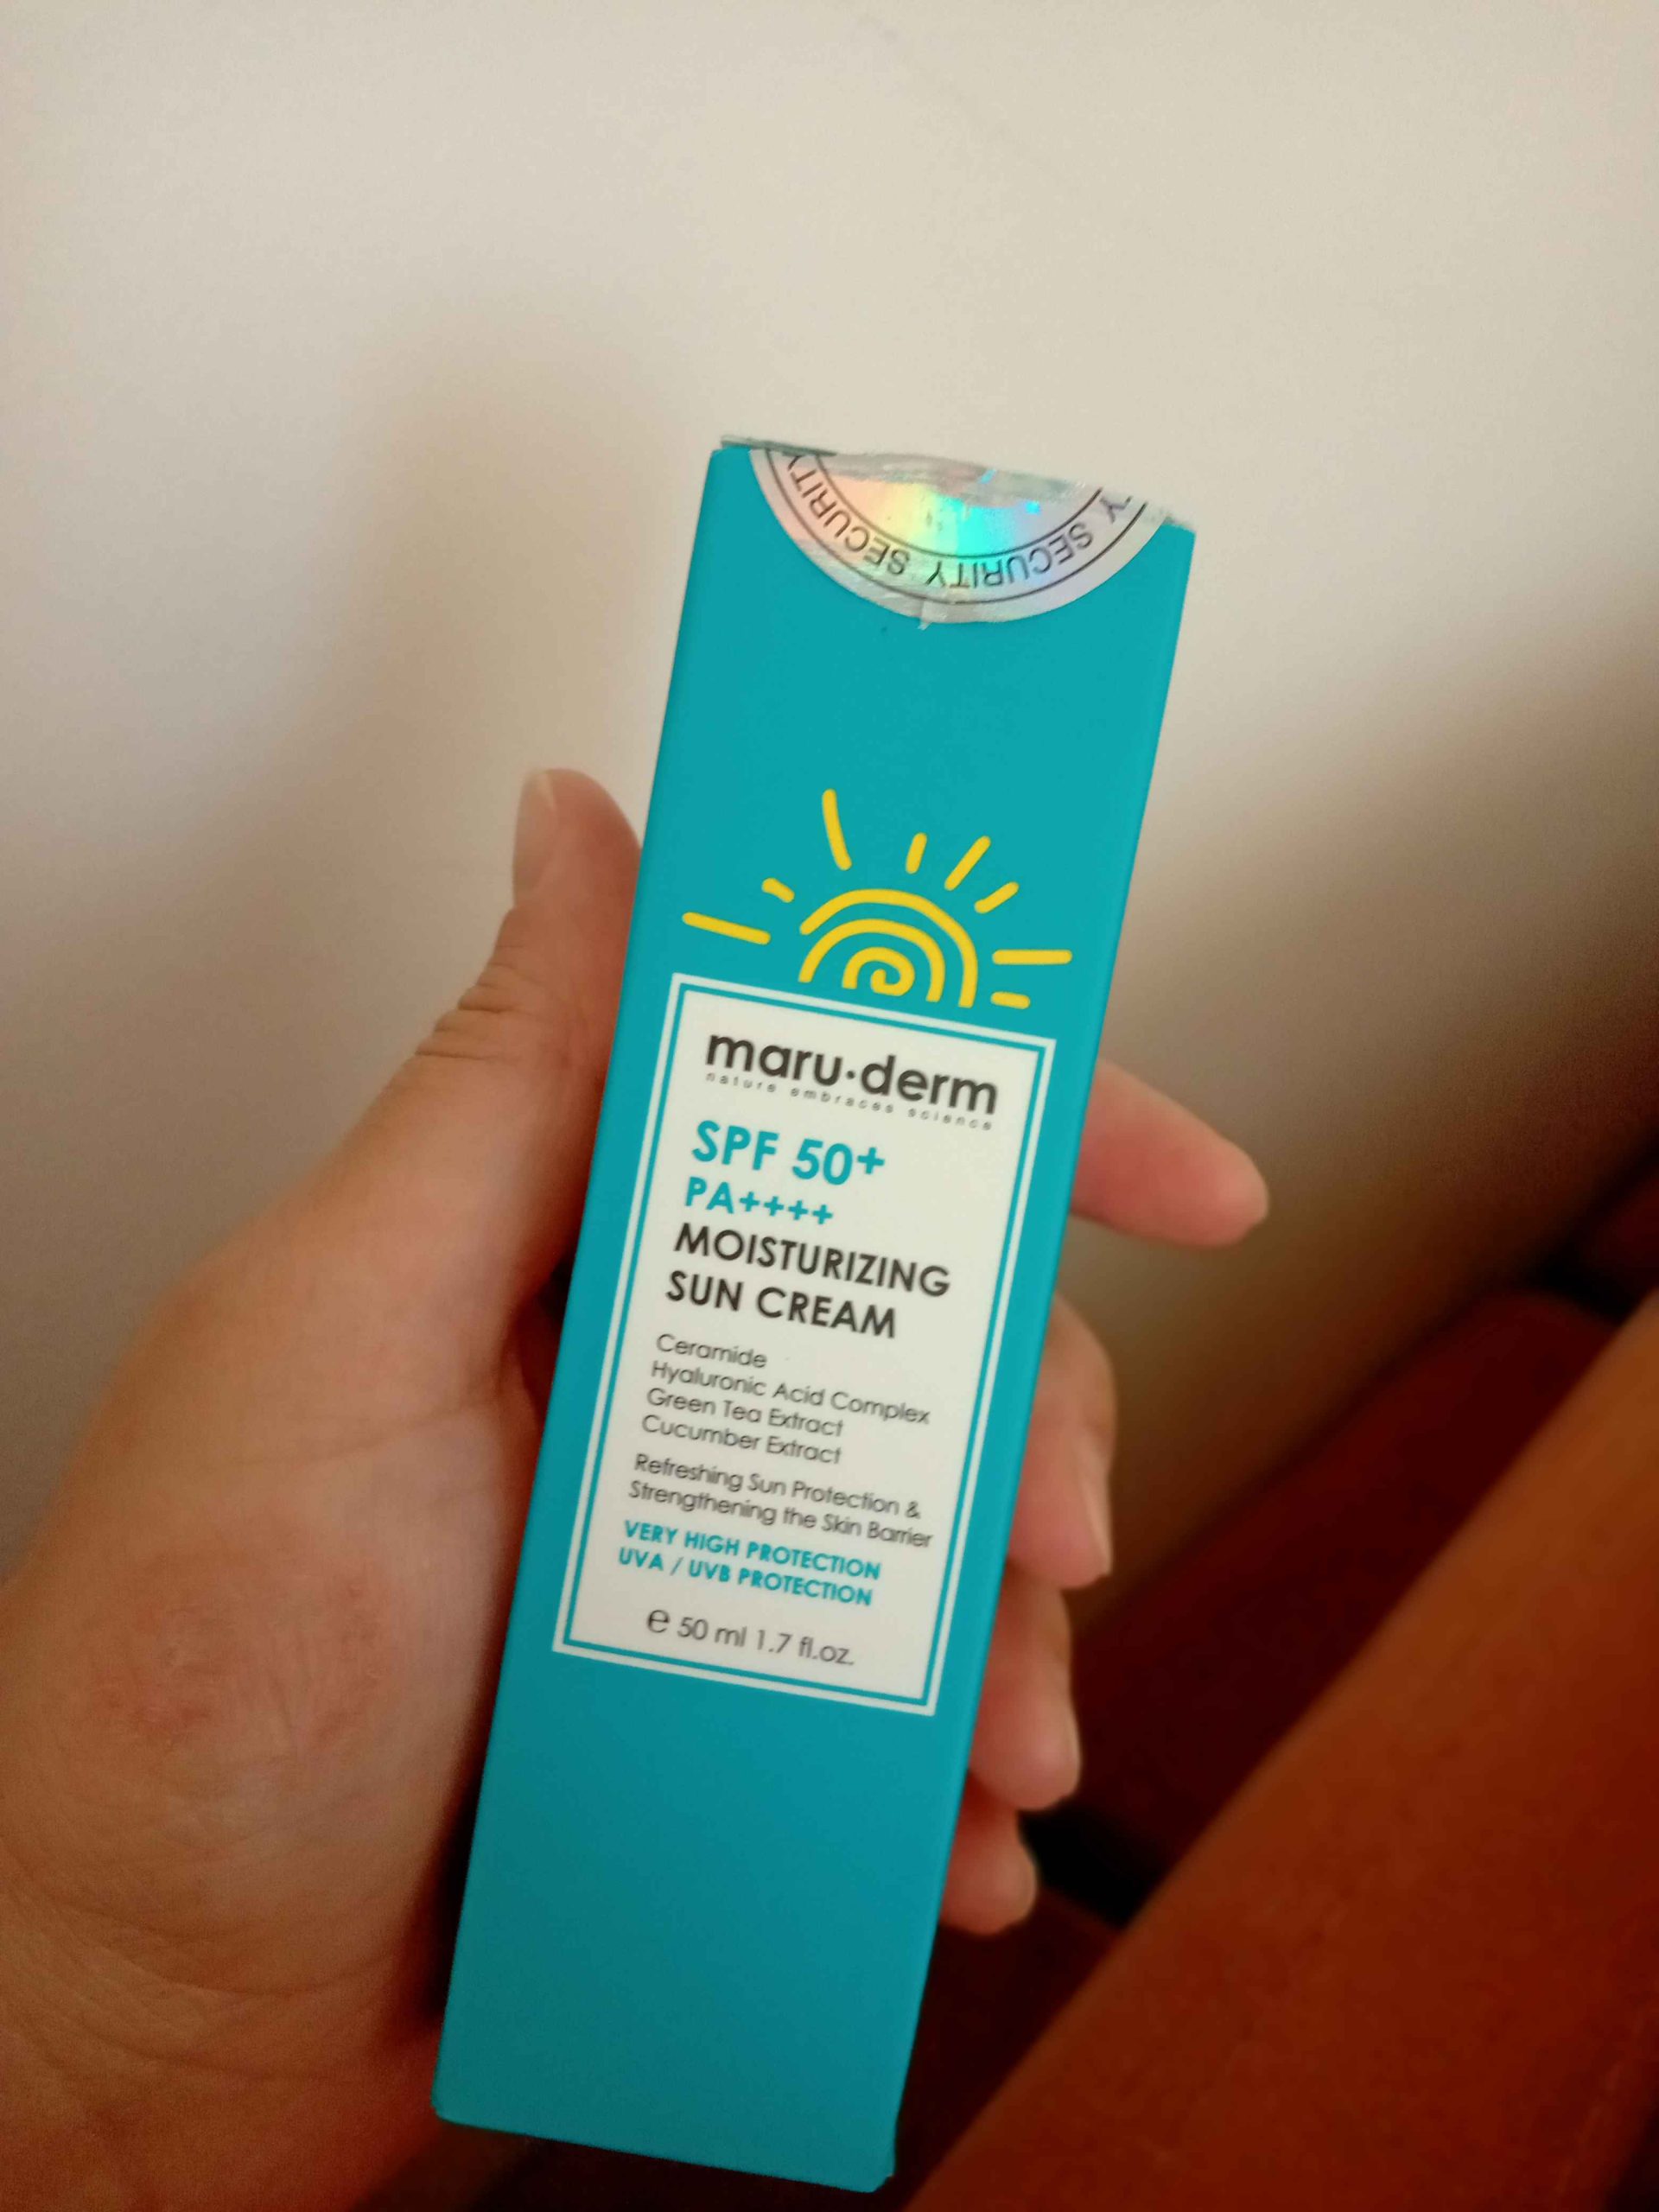 SECURITY SECURITY
maru·derm
nature embraces science
SPF 50+
PA++++
MOISTURIZING
SUN CREAM
Ceramide
Hyaluronic Acid Complex
Green Tea Extract
Cucumber Extract
Refreshing Sun Protection &
Strengthening the Skin Barrier
VERY HIGH PROTECTION
UVA / UVB PROTECTION
℮ 50 ml 1.7 fl.oz.